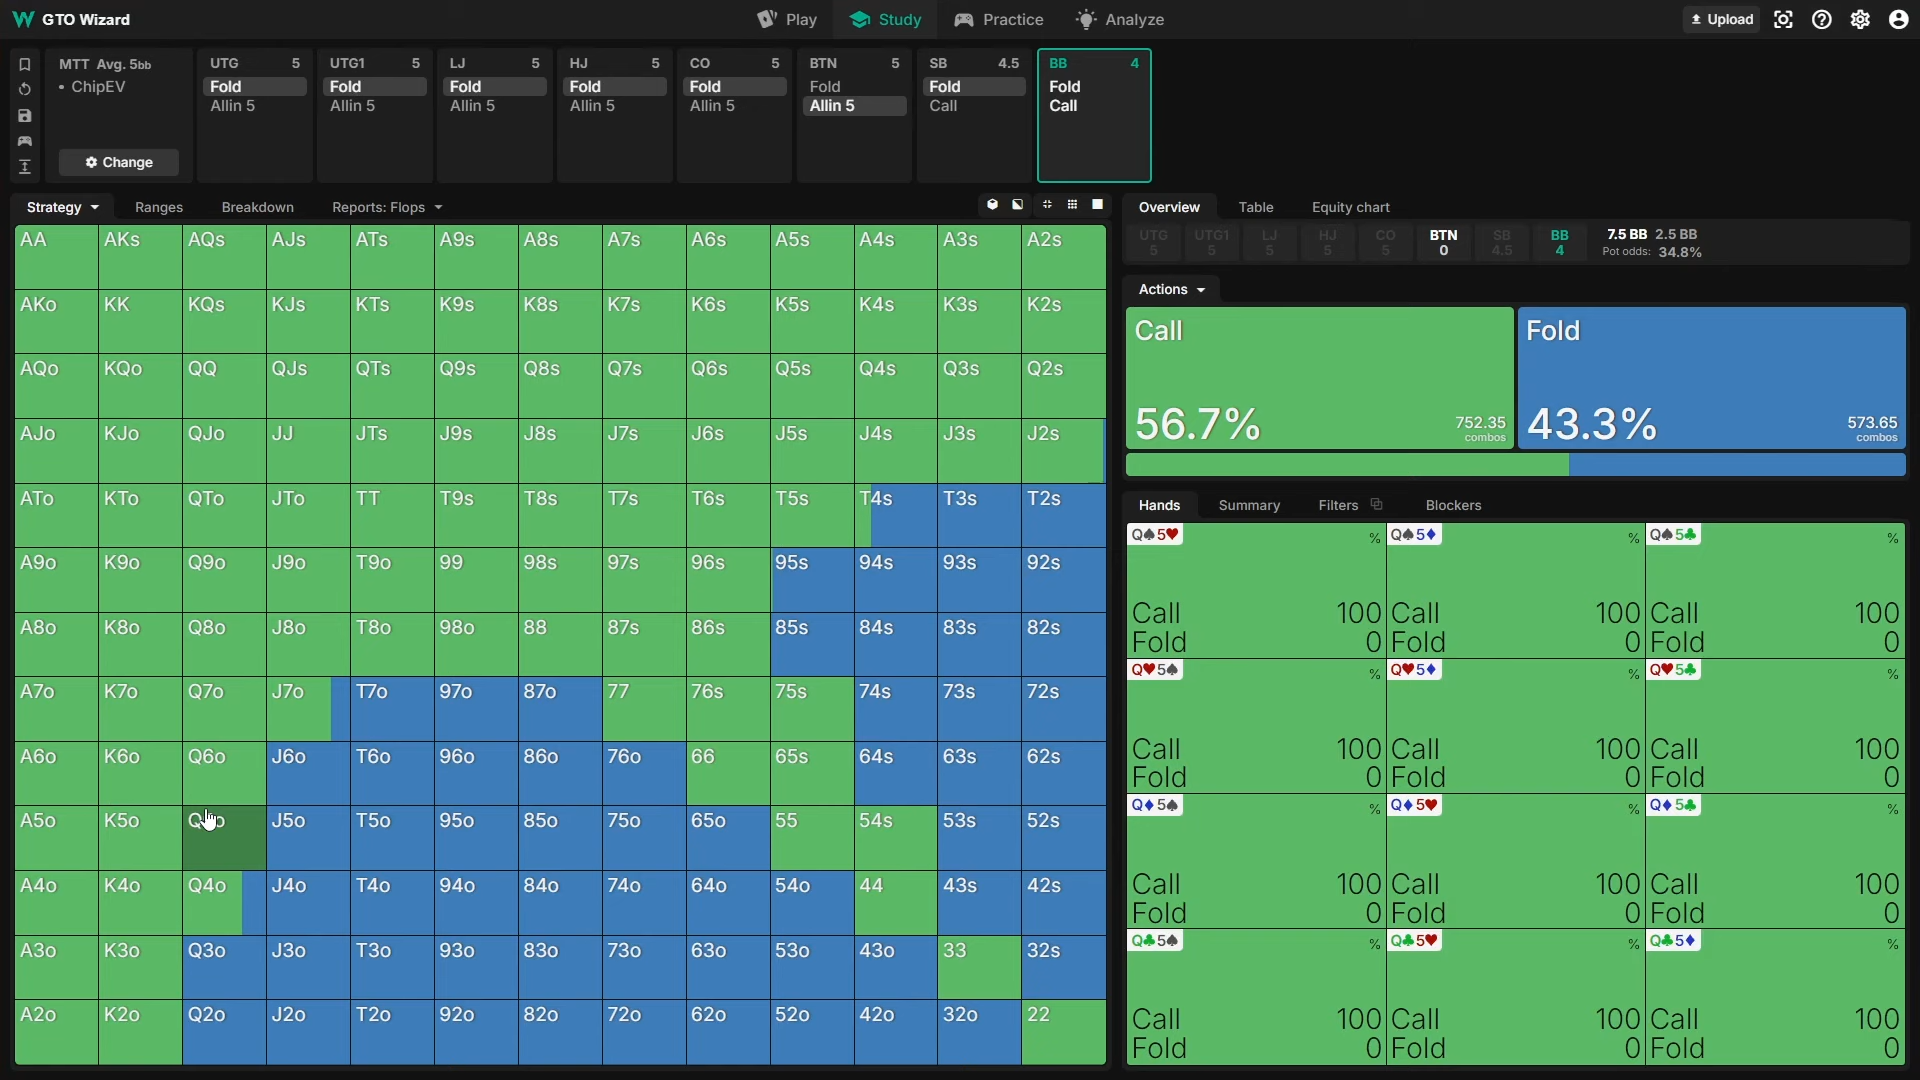 GTO Wizard
Play
Study
Practice
Analyze
Upload
MTT Avg. 5bb
• ChipEV
Change
UTG 5
Fold
Allin 5
UTG1 5
Fold
Allin 5
LJ 5
Fold
Allin 5
HJ 5
Fold
Allin 5
CO 5
Fold
Allin 5
BTN 5
Fold
Allin 5
SB 4.5
Fold
Call
BB 4
Fold
Call
Strategy Ranges Breakdown Reports: Flops
AA AKs AQs AJs ATs A9s A8s A7s A6s A5s A4s A3s A2s
AKo KK KQs KJs KTs K9s K8s K7s K6s K5s K4s K3s K2s
AQo KQo QQ QJs QTs Q9s Q8s Q7s Q6s Q5s Q4s Q3s Q2s
AJo KJo QJo JJ JTs J9s J8s J7s J6s J5s J4s J3s J2s
ATo KTo QTo JTo TT T9s T8s T7s T6s T5s T4s T3s T2s
A9o K9o Q9o J9o T9o 99 98s 97s 96s 95s 94s 93s 92s
A8o K8o Q8o J8o T8o 98o 88 87s 86s 85s 84s 83s 82s
A7o K7o Q7o J7o T7o 97o 87o 77 76s 75s 74s 73s 72s
A6o K6o Q6o J6o T6o 96o 86o 76o 66 65s 64s 63s 62s
A5o K5o J5o T5o 95o 85o 75o 65o 55 54s 53s 52s
A4o K4o Q4o J4o T4o 94o 84o 74o 64o 54o 44 43s 42s
A3o K3o Q3o J3o T3o 93o 83o 73o 63o 53o 43o 33 32s
A2o K2o Q2o J2o T2o 92o 82o 72o 62o 52o 42o 32o 22
Overview Table Equity chart
UTG UTG1 LJ HJ CO BTN SB BB 7.5 BB 2.5 BB
5 5 5 5 5 0 4.5 4 Pot odds: 34.8%
Actions
Call
56.7%
752.35
combos
Fold
43.3%
573.65
combos
Hands Summary Filters Blockers
Q♠5♥ % Q♠5♦ % Q♠5♣ %
Call 100 Call 100 Call 100
Fold 0 Fold 0 Fold 0
Q♥5♠ % Q♥5♦ % Q♥5♣ %
Call 100 Call 100 Call 100
Fold 0 Fold 0 Fold 0
Q♦5♠ % Q♦5♥ % Q♦5♣ %
Call 100 Call 100 Call 100
Fold 0 Fold 0 Fold 0
Q♣5♠ % Q♣5♥ % Q♣5♦ %
Call 100 Call 100 Call 100
Fold 0 Fold 0 Fold 0